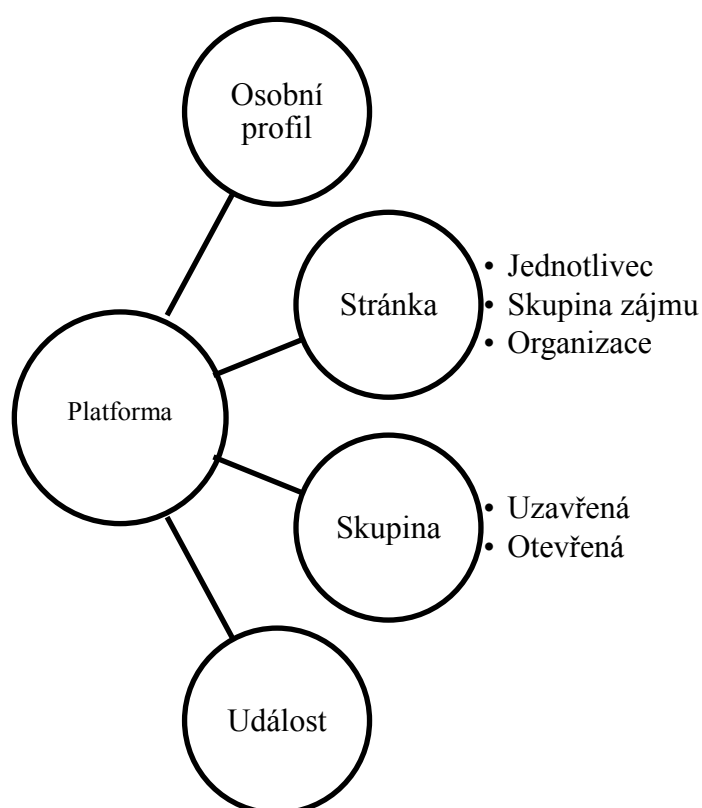 Osobní
profil
Stránka
• Jednotlivec
• Skupina zájmu
• Organizace
Platforma
Skupina
• Uzavřená
• Otevřená
Událost